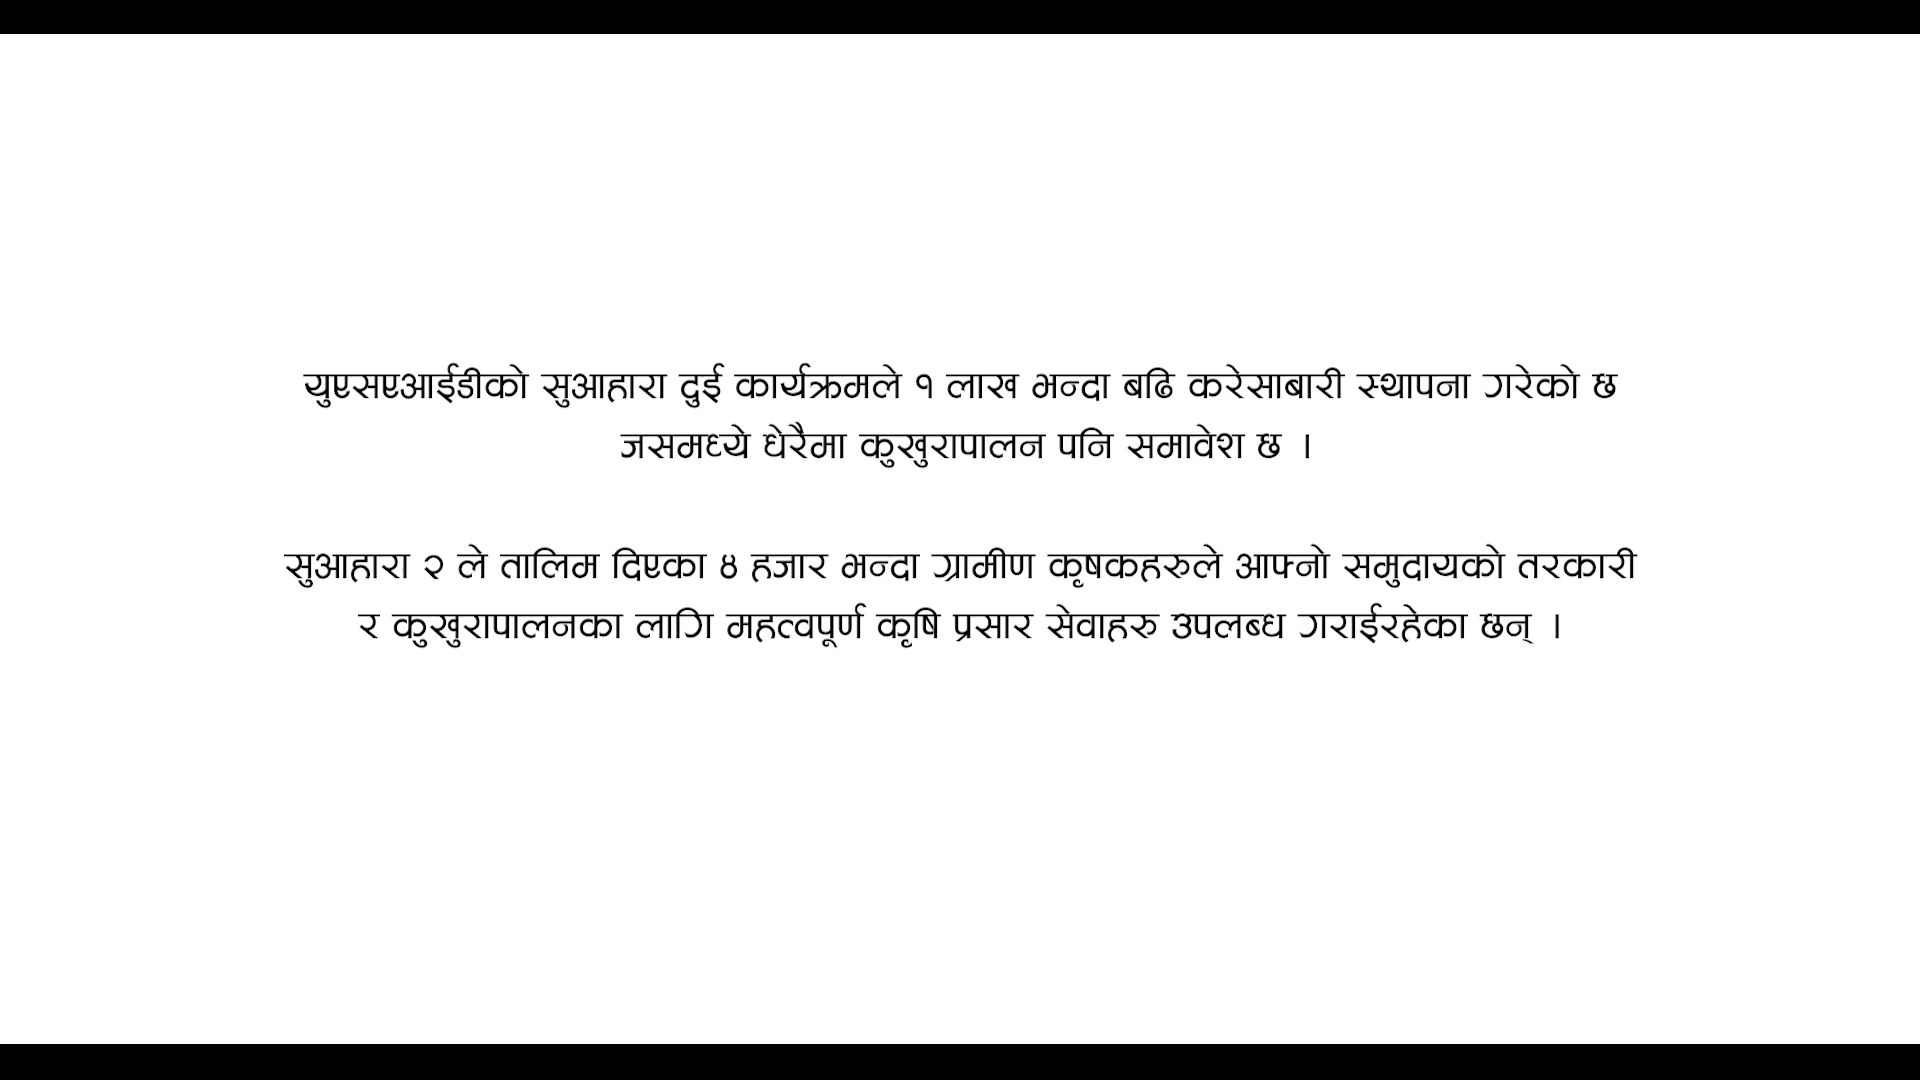 युएसएआईडीको सुआहारा दुई कार्यक्रमले १ लाख भन्दा बढि करेसाबारी स्थापना गरेको छ
जसमध्ये धेरैमा कुखुरापालन पनि समावेश छ ।
सुआहारा २ ले तालिम दिएका ४ हजार भन्दा ग्रामीण कृषकहरुले आफ्नो समुदायको तरकारी
र कुखुरापालनका लागि महत्वपूर्ण कृषि प्रसार सेवाहरु उपलब्ध गराईरहेका छन् ।